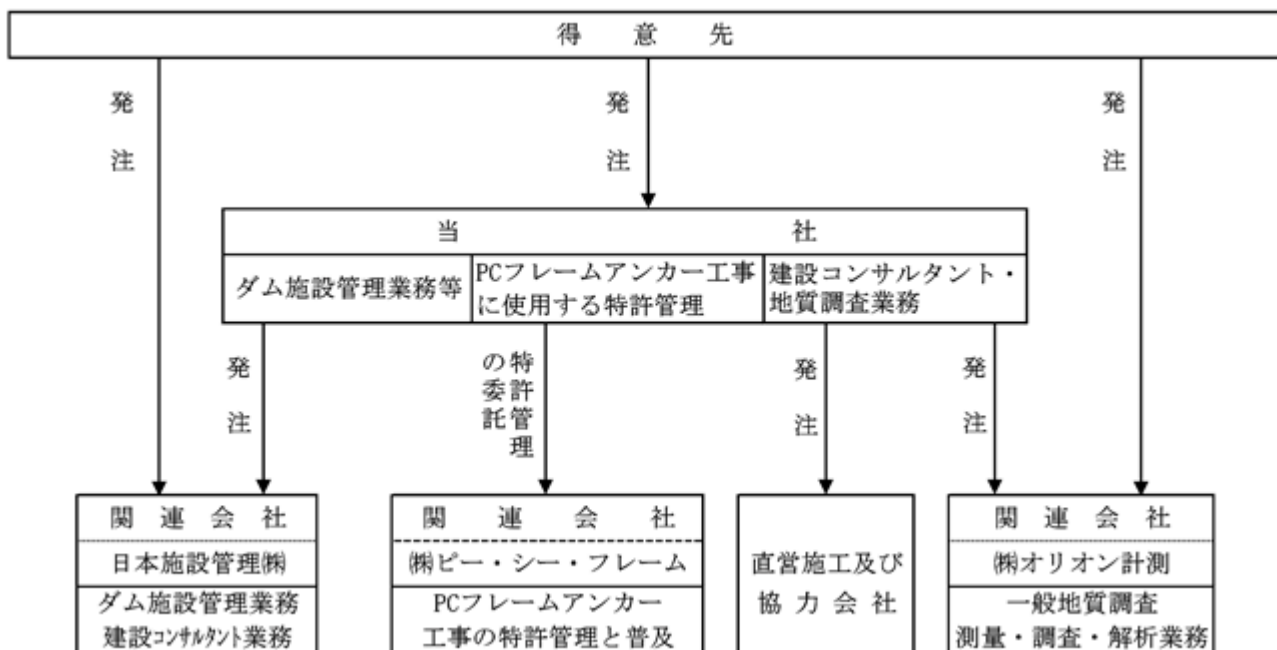 得意先
発注
発注
発注
当社
ダム施設管理業務等
PCフレームアンカー工事
に使用する特許管理
建設コンサルタント・
地質調査業務
発注
特許管理
の委託
発注
発注
関連会社
日本施設管理㈱
ダム施設管理業務
建設ｺﾝｻﾙﾀﾝﾄ業務
関連会社
㈱ピー・シー・フレーム
PCフレームアンカー
工事の特許管理と普及
直営施工及び
協力会社
関連会社
㈱オリオン計測
一般地質調査
測量・調査・解析業務